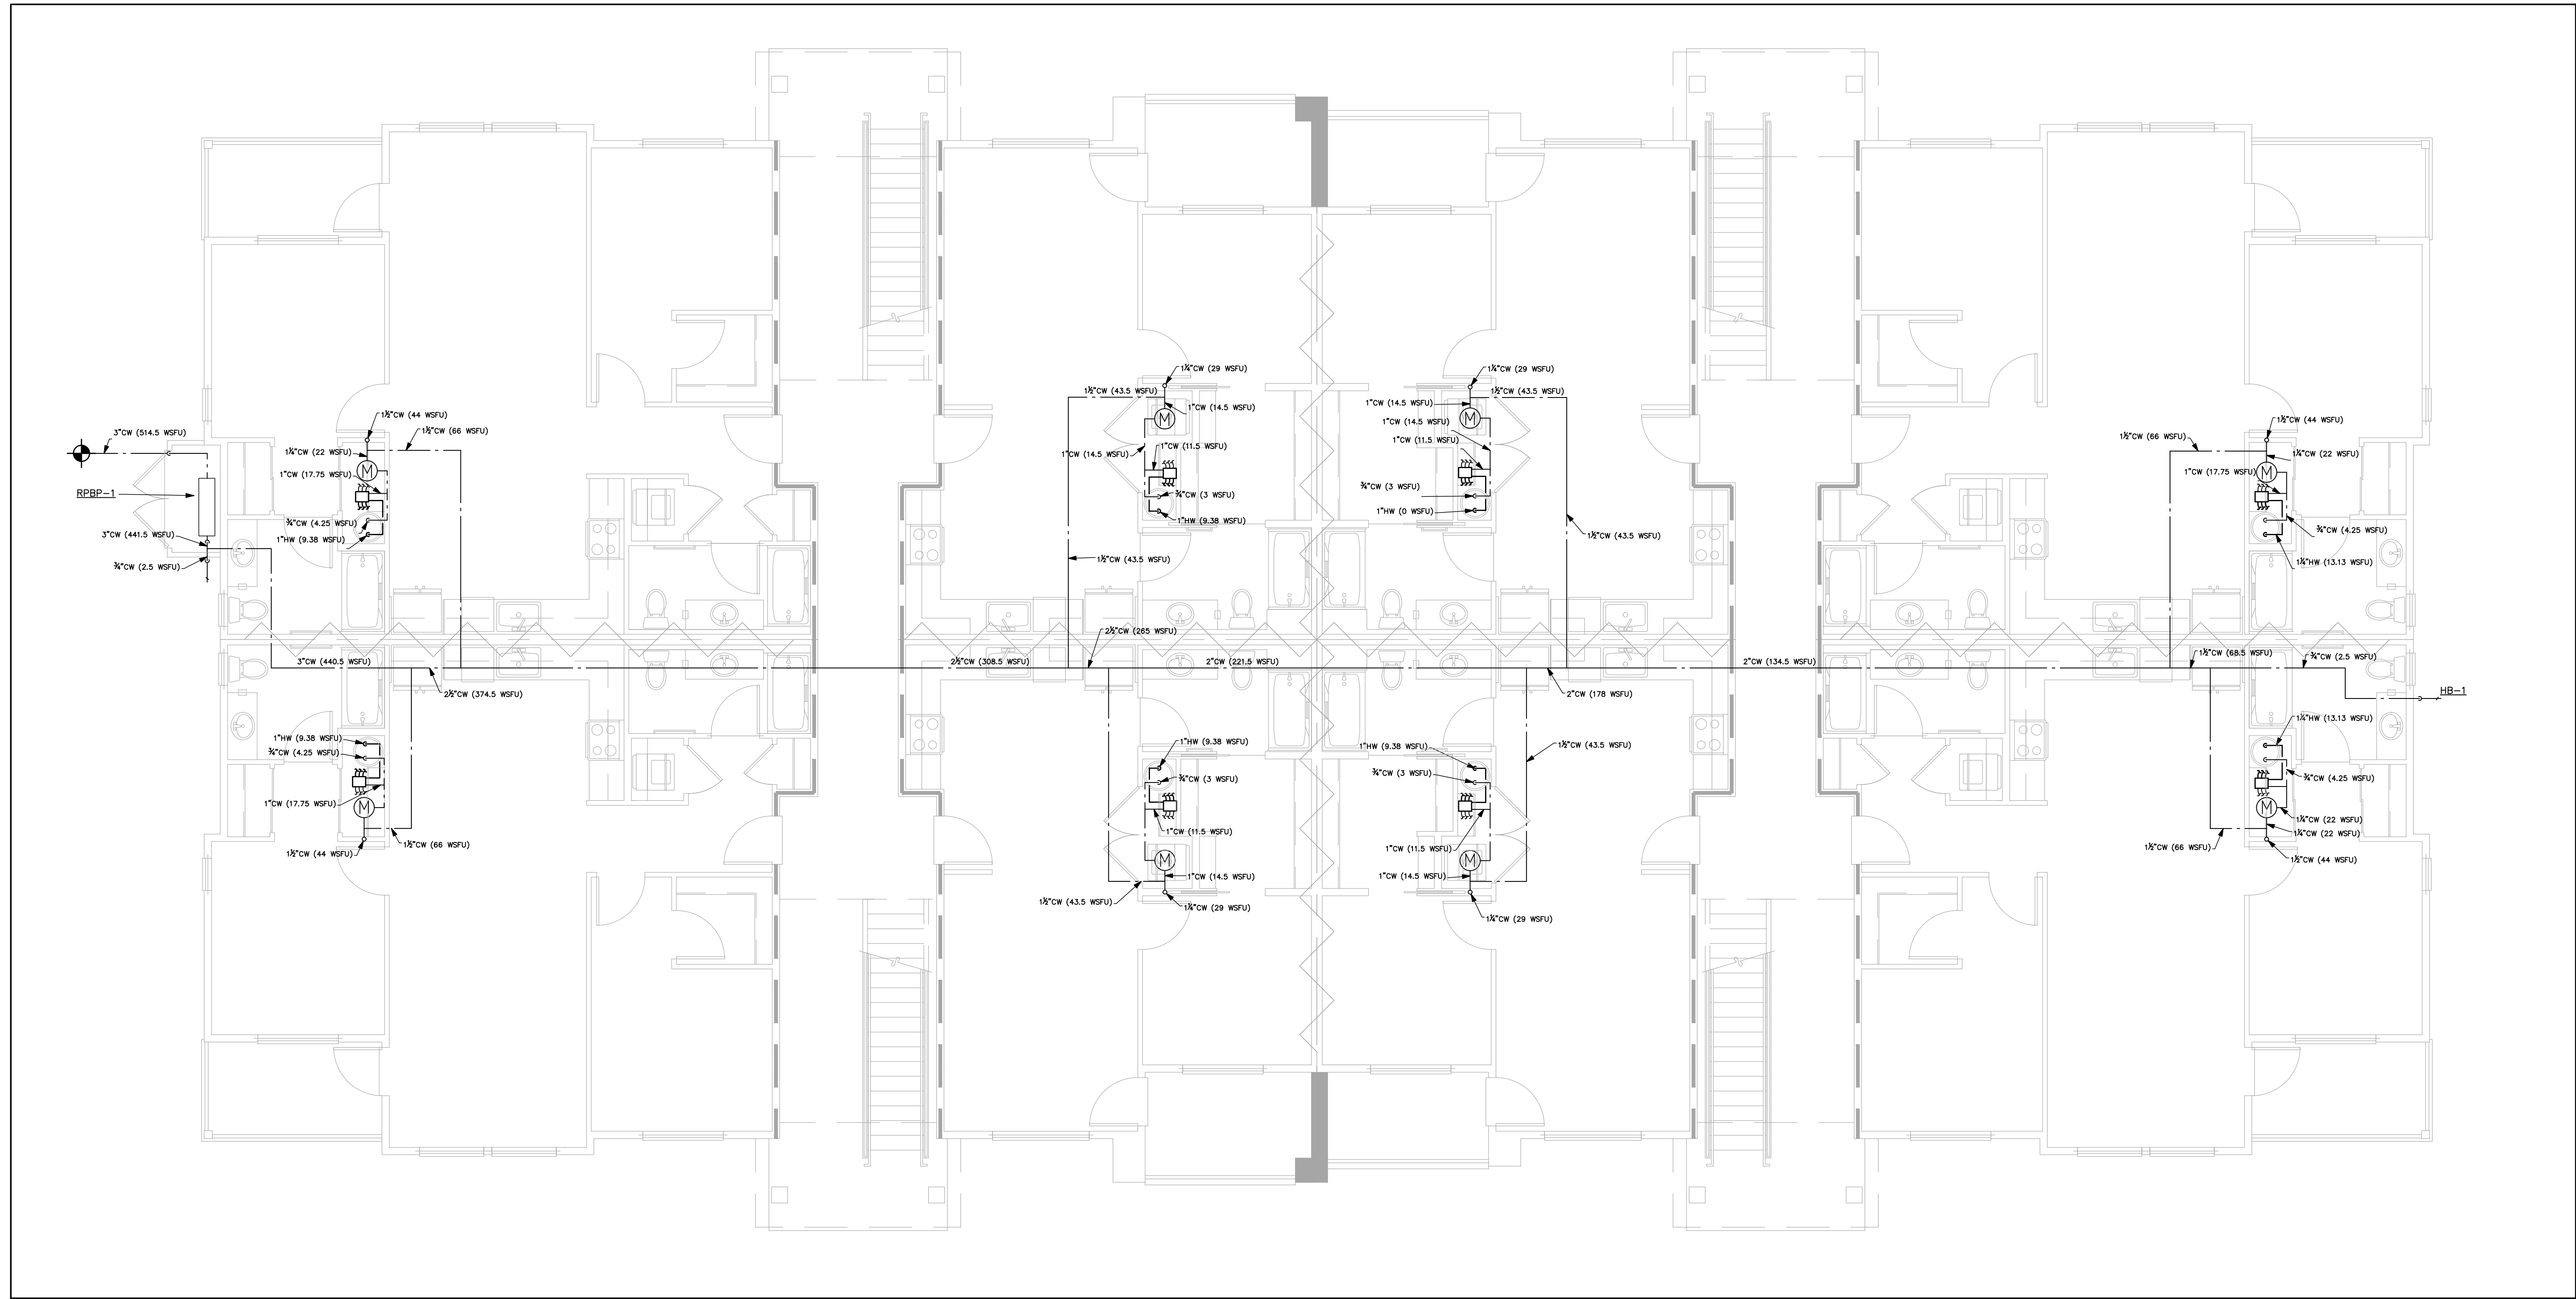 1¼"CW (29 WSFU)
1½"CW (43.5 WSFU)
1"CW (14.5 WSFU)
1"CW (11.5 WSFU)
1"CW (14.5 WSFU)
¾"CW (3 WSFU)
1"HW (9.38 WSFU)
1½"CW (43.5 WSFU)
1¼"CW (29 WSFU)
1½"CW (43.5 WSFU)
1"CW (14.5 WSFU)
1"CW (14.5 WSFU)
1"CW (11.5 WSFU)
¾"CW (3 WSFU)
1"HW (0 WSFU)
1½"CW (43.5 WSFU)
3"CW (514.5 WSFU)
RPBP-1
3"CW (441.5 WSFU)
¾"CW (2.5 WSFU)
1½"CW (44 WSFU)
1½"CW (66 WSFU)
1¼"CW (22 WSFU)
M
1"CW (17.75 WSFU)
¾"CW (4.25 WSFU)
1"HW (9.38 WSFU)
M
M
1½"CW (44 WSFU)
1½"CW (66 WSFU)
1¼"CW (22 WSFU)
1"CW (17.75 WSFU)
M
¾"CW (4.25 WSFU)
1¼"HW (13.13 WSFU)
3"CW (440.5 WSFU)
2½"CW (374.5 WSFU)
2½"CW (308.5 WSFU)
2½"CW (265 WSFU)
2"CW (221.5 WSFU)
2"CW (178 WSFU)
2"CW (134.5 WSFU)
1½"CW (68.5 WSFU)
¾"CW (2.5 WSFU)
HB-1
1"HW (9.38 WSFU)
¾"CW (4.25 WSFU)
1"CW (17.75 WSFU)
M
1½"CW (66 WSFU)
1½"CW (44 WSFU)
1"HW (9.38 WSFU)
¾"CW (3 WSFU)
1"CW (11.5 WSFU)
M
1"CW (14.5 WSFU)
1½"CW (43.5 WSFU)
1¼"CW (29 WSFU)
1½"CW (43.5 WSFU)
1"HW (9.38 WSFU)
¾"CW (3 WSFU)
1"CW (11.5 WSFU)
M
1"CW (14.5 WSFU)
1¼"CW (29 WSFU)
1¼"HW (13.13 WSFU)
¾"CW (4.25 WSFU)
M
1¼"CW (22 WSFU)
1¼"CW (22 WSFU)
1½"CW (66 WSFU)
1½"CW (44 WSFU)